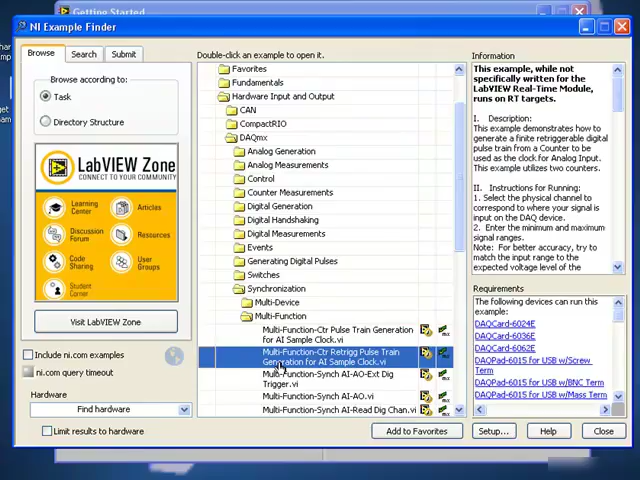 Getting Started
NI Example Finder
Browse
Search
Submit
Double-click an example to open it.
Information
Browse according to:
Task
Directory Structure
LabVIEW Zone
CONNECT TO YOUR COMMUNITY
Learning
Center
Articles
Discussion
Forum
Resources
Code
Sharing
User
Groups
Student
Corner
Visit LabVIEW Zone
Include ni.com examples
ni.com query timeout
Hardware
Find hardware
Limit results to hardware
Favorites
Fundamentals
Hardware Input and Output
CAN
CompactRIO
DAQmx
Analog Generation
Analog Measurements
Control
Counter Measurements
Digital Generation
Digital Handshaking
Digital Measurements
Events
Generating Digital Pulses
Switches
Synchronization
Multi-Device
Multi-Function
Multi-Function-Ctr Pulse Train Generation
for AI Sample Clock.vi
Multi-Function-Ctr Retrigg Pulse Train
Generation for AI Sample Clock.vi
Multi-Function-Synch AI-AO-Ext Dig
Trigger.vi
Multi-Function-Synch AI-AO.vi
Multi-Function-Synch AI-Read Dig Chan.vi
Add to Favorites
Setup...
Help
Close
This example, while not
specifically written for the
LabVIEW Real-Time Module,
runs on RT targets.
I. Description:
This example demonstrates how to
generate a finite retriggerable digital
pulse train from a Counter to be
used as the clock for Analog Input.
This example utilizes two counters.
II. Instructions for Running:
1. Select the physical channel to
correspond to where your signal is
input on the DAQ device.
2. Enter the minimum and maximum
signal ranges.
Note: For better accuracy, try to
match the input range to the
expected voltage level of the
Requirements
The following devices can run this
example.
DAQCard-6024E
DAQCard-6036E
DAQCard-6062E
DAQPad-6015 for USB w/Screw
Term
DAQPad-6015 for USB w/BNC Term
DAQPad-6015 for USB w/Mass Term